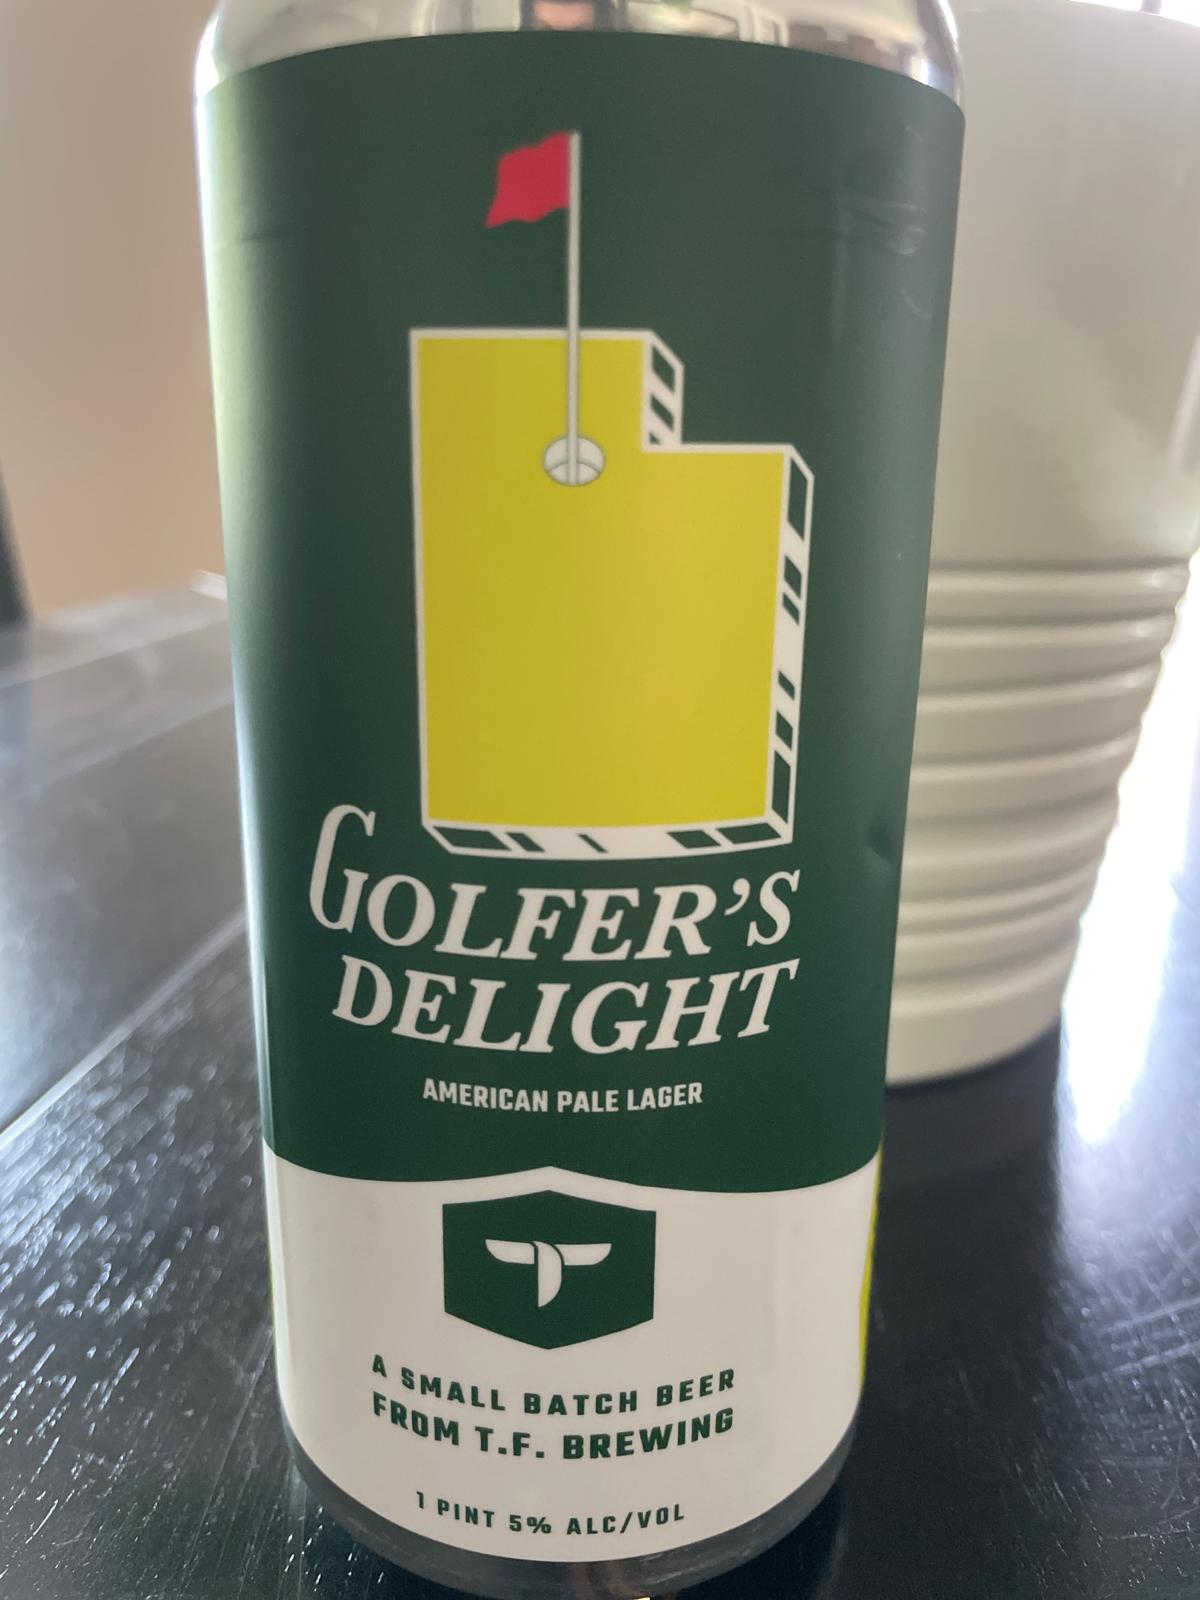 GOLFER'S
DELIGHT
AMERICAN PALE LAGER
A SMALL BATCH BEER
FROM T.F. BREWING
1 PINT 5% ALC/VOL